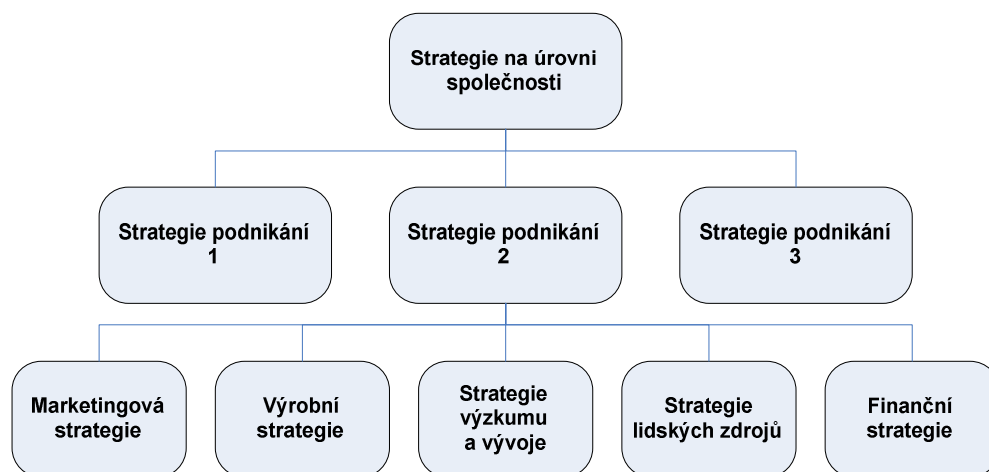 Strategie na úrovni
společnosti
Strategie podnikání
1
Strategie podnikání
2
Strategie podnikání
3
Marketingová
strategie
Výrobní
strategie
Strategie
výzkumu
a vývoje
Strategie
lidských zdrojů
Finanční
strategie